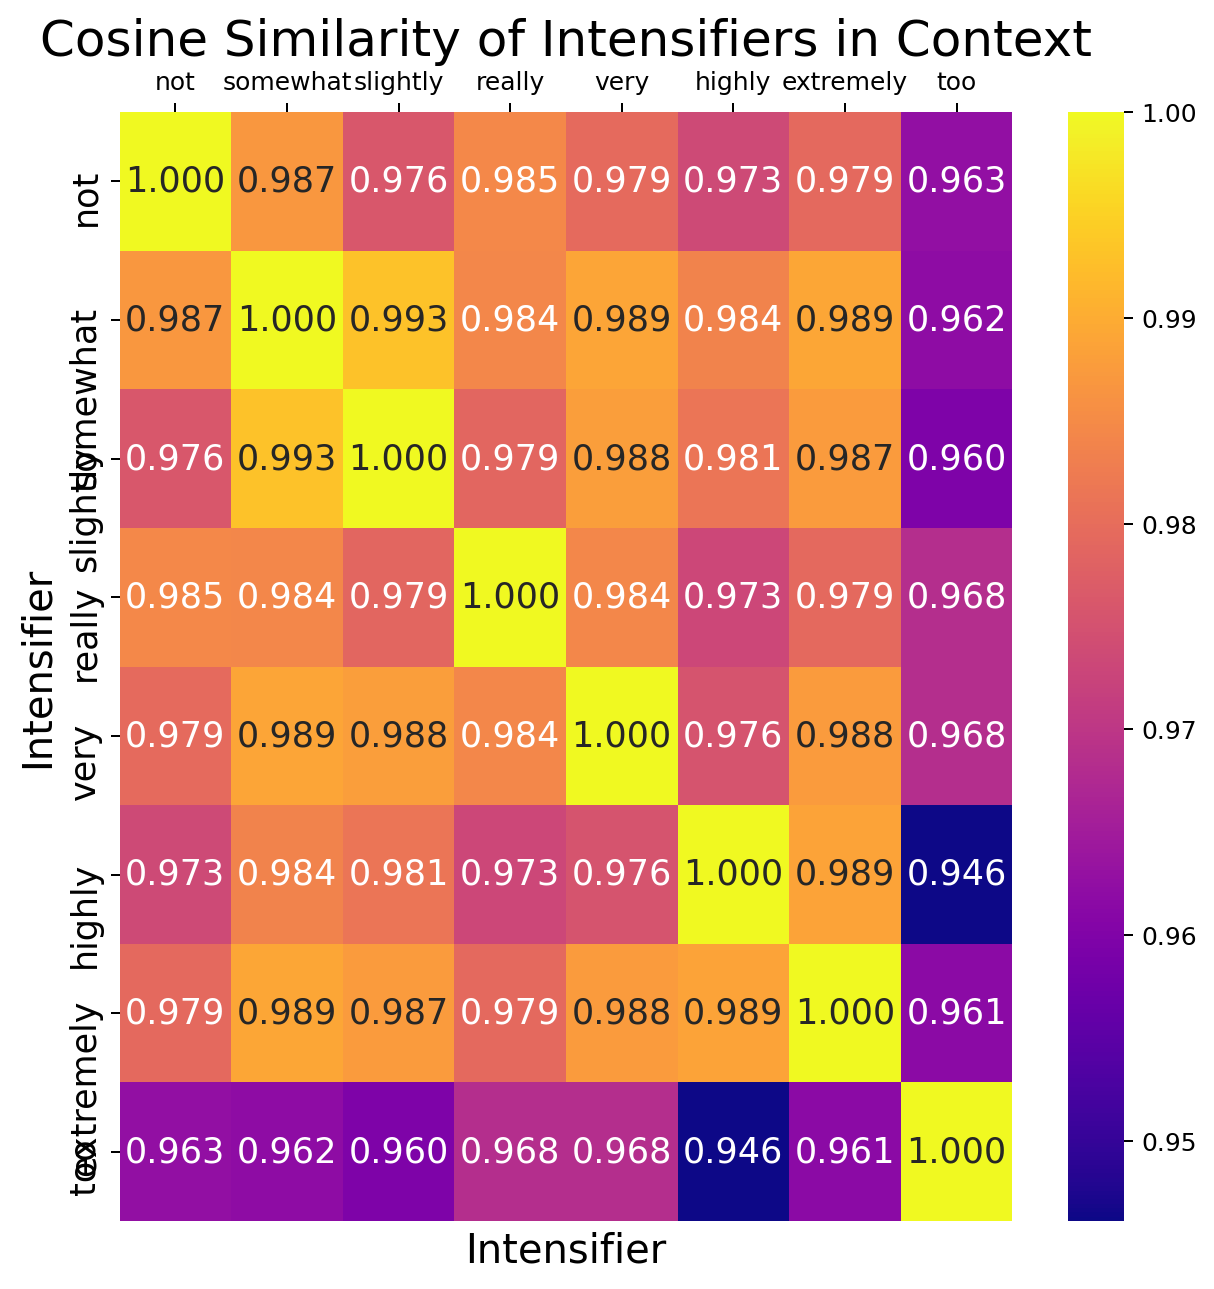 Cosine Similarity of Intensifiers in Context
not somewhat slightly really very highly extremely too
not 1.000 0.987 0.976 0.985 0.979 0.973 0.979 0.963
somewhat 0.987 1.000 0.993 0.984 0.989 0.984 0.989 0.962
slightly 0.976 0.993 1.000 0.979 0.988 0.981 0.987 0.960
really 0.985 0.984 0.979 1.000 0.984 0.973 0.979 0.968
very 0.979 0.989 0.988 0.984 1.000 0.976 0.988 0.968
highly 0.973 0.984 0.981 0.973 0.976 1.000 0.989 0.946
extremely 0.979 0.989 0.987 0.979 0.988 0.989 1.000 0.961
too 0.963 0.962 0.960 0.968 0.968 0.946 0.961 1.000
Intensifier
Intensifier
1.00
0.99
0.98
0.97
0.96
0.95